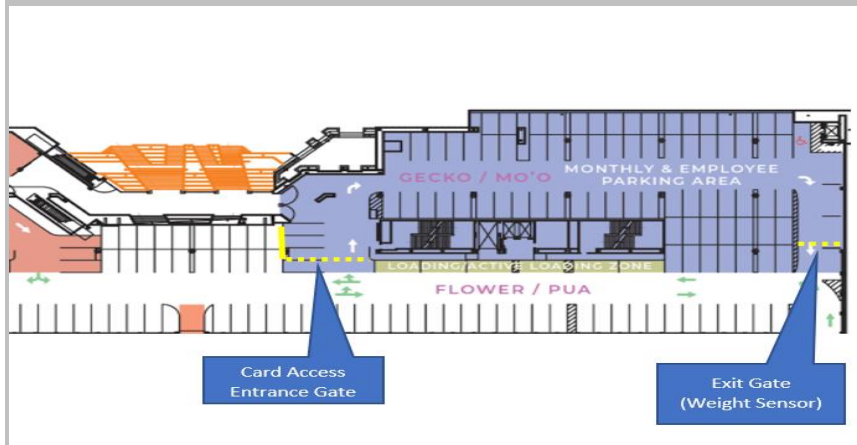 GECKO / MO'O
MONTHLY & EMPLOYEE
PARKING AREA
LOADING/ACTIVE LOADING ZONE
FLOWER / PUA
Card Access
Entrance Gate
Exit Gate
(Weight Sensor)